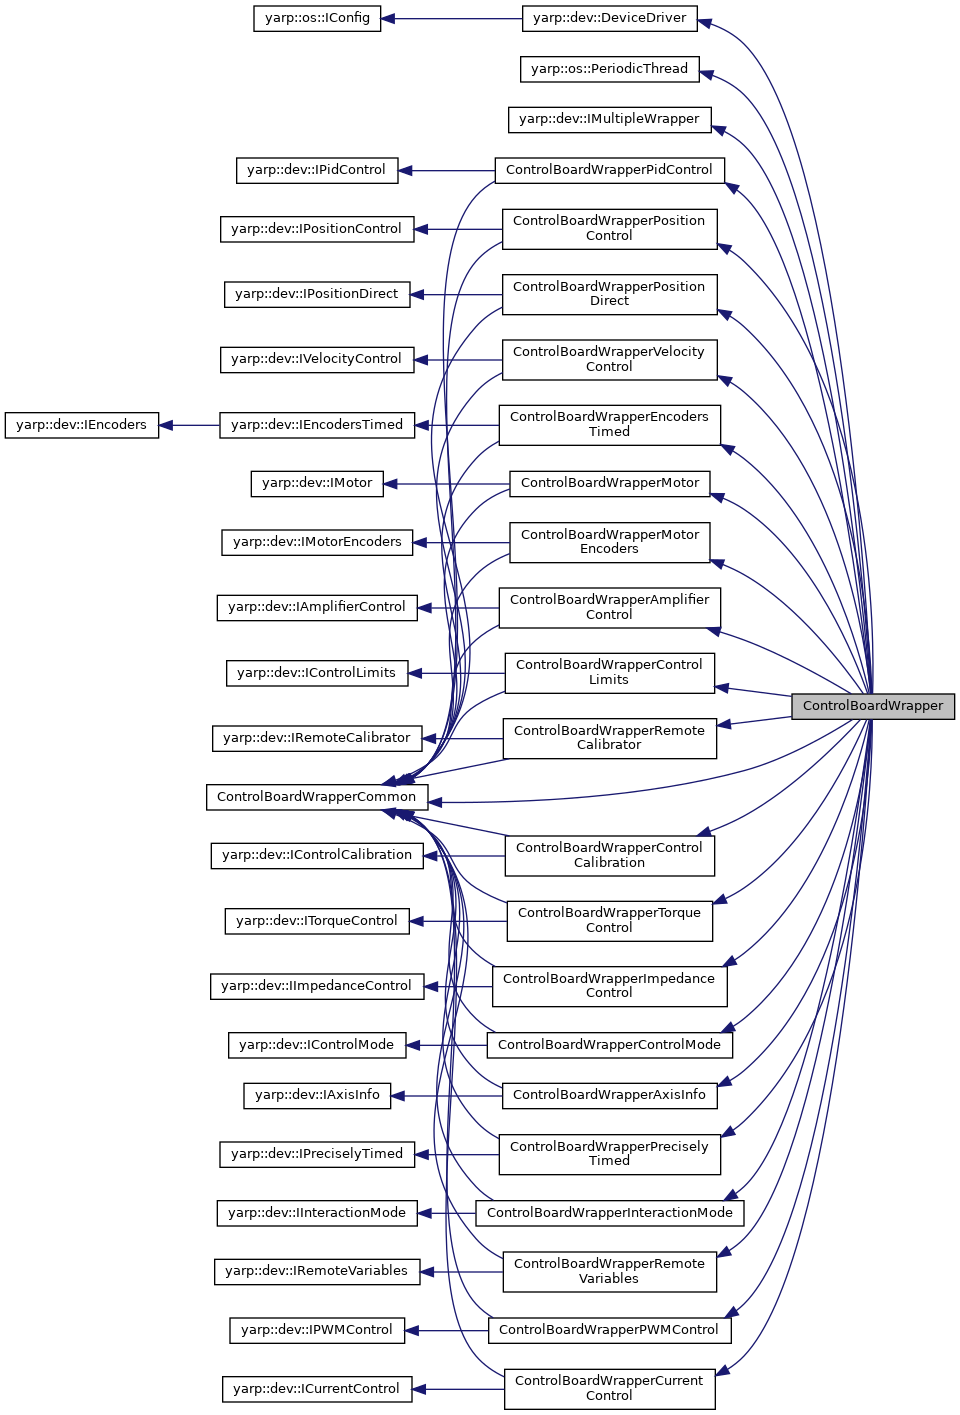 yarp::os::IConfig
yarp::dev::DeviceDriver
yarp::os::PeriodicThread
yarp::dev::IMultipleWrapper
yarp::dev::IPidControl
ControlBoardWrapperPidControl
yarp::dev::IPositionControl
ControlBoardWrapperPosition
Control
yarp::dev::IPositionDirect
ControlBoardWrapperPosition
Direct
yarp::dev::IVelocityControl
ControlBoardWrapperVelocity
Control
yarp::dev::IEncoders
yarp::dev::IEncodersTimed
ControlBoardWrapperEncoders
Timed
yarp::dev::IMotor
ControlBoardWrapperMotor
yarp::dev::IMotorEncoders
ControlBoardWrapperMotor
Encoders
yarp::dev::IAmplifierControl
ControlBoardWrapperAmplifier
Control
yarp::dev::IControlLimits
ControlBoardWrapperControl
Limits
ControlBoardWrapper
yarp::dev::IRemoteCalibrator
ControlBoardWrapperRemote
Calibrator
ControlBoardWrapperCommon
yarp::dev::IControlCalibration
ControlBoardWrapperControl
Calibration
yarp::dev::ITorqueControl
ControlBoardWrapperTorque
Control
yarp::dev::IImpedanceControl
ControlBoardWrapperImpedance
Control
yarp::dev::IControlMode
ControlBoardWrapperControlMode
yarp::dev::IAxisInfo
ControlBoardWrapperAxisInfo
yarp::dev::IPreciselyTimed
ControlBoardWrapperPrecisely
Timed
yarp::dev::IInteractionMode
ControlBoardWrapperInteractionMode
yarp::dev::IRemoteVariables
ControlBoardWrapperRemote
Variables
yarp::dev::IPWMControl
ControlBoardWrapperPWMControl
yarp::dev::ICurrentControl
ControlBoardWrapperCurrent
Control